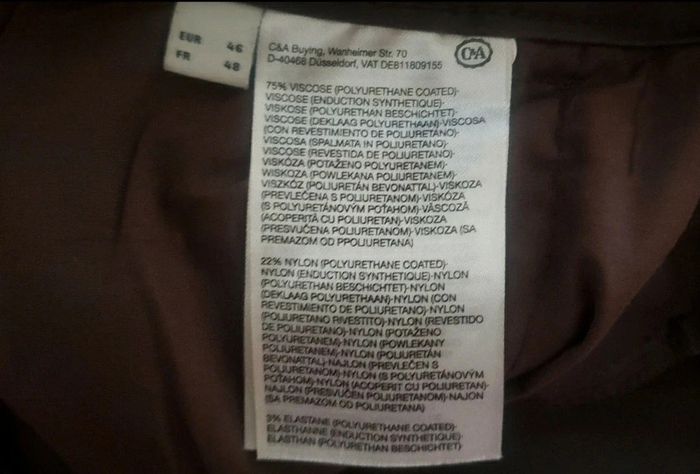 EUR 46
FR 48
C&A Buying, Wanheimer Str. 70
D-40468 Düsseldorf, VAT DE811809155
C&A
75% VISCOSE (POLYURETHANE COATED)-
VISCOSE (ENDUCTION SYNTHETIQUE)-
VISKOSE (POLYURETHAN BESCHICHTET)-
VISCOSE (DEKLAAG POLYURETHAAN)-VISCOSA
(CON REVESTIMIENTO DE POLIURETANO)-
VISCOSA (SPALMATA IN POLIURETANO)-
VISCOSE (REVESTIDA DE POLIURETANO)-
VISKÓZA (POTAŽENO POLYURETANEM)-
WISKOZA (POWLEKANA POLIURETANEM)-
VISZKÓZ (POLIURETÁN BEVONATTAL)-VISKOZA
(PREVLEČENA S POLIURETANOM)-VISKÓZA
(S POLYURETÁNOVÝM POŤAHOM)-VÂSCOZĂ
(ACOPERITĂ CU POLIURETAN)-VISKOZA
(PRESVUČENA POLIURETANOM)-VISKOZA (SA
PREMAZOM OD PPOLIURETANA)
22% NYLON (POLYURETHANE COATED)-
NYLON (ENDUCTION SYNTHETIQUE)-NYLON
(POLYURETHAN BESCHICHTET)-NYLON
(DEKLAAG POLYURETHAAN)-NYLON (CON
REVESTIMIENTO DE POLIURETANO)-NYLON
(POLIURETANO RIVESTITO)-NYLON (REVESTIDO
DE POLIURETANO)-NYLON (POTAŽENO
POLYURETANEM)-NYLON (POWLEKANY
POLIURETANEM)-NYLON (POLIURETÁN
BEVONATTAL)-NAJLON (PREVLEČEN S
POLIURETANOM)-NYLON (S POLYURETÁNOVÝM
POŤAHOM)-NYLON (ACOPERIT CU POLIURETAN)-
NAJLON (PRESVUČEN POLIURETANOM)-NAJON
(SA PREMAZOM OD POLIURETANA)
3% ELASTANE (POLYURETHANE COATED)-
ELASTHANNE (ENDUCTION SYNTHETIQUE)-
ELASTHAN (POLYURETHAN BESCHICHTET)-